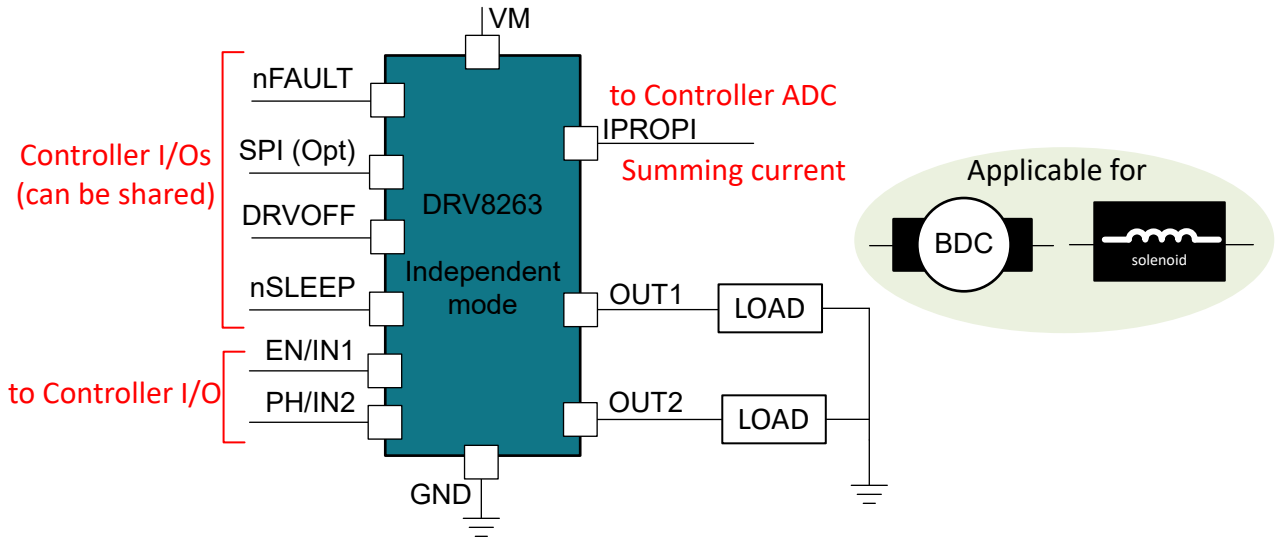 VM
nFAULT
SPI (Opt)
DRVOFF
nSLEEP
Controller I/Os
(can be shared)
EN/IN1
PH/IN2
to Controller I/O
GND
DRV8263
Independent
mode
to Controller ADC
IPROPI
Summing current
OUT1
LOAD
OUT2
LOAD
Applicable for
BDC
solenoid